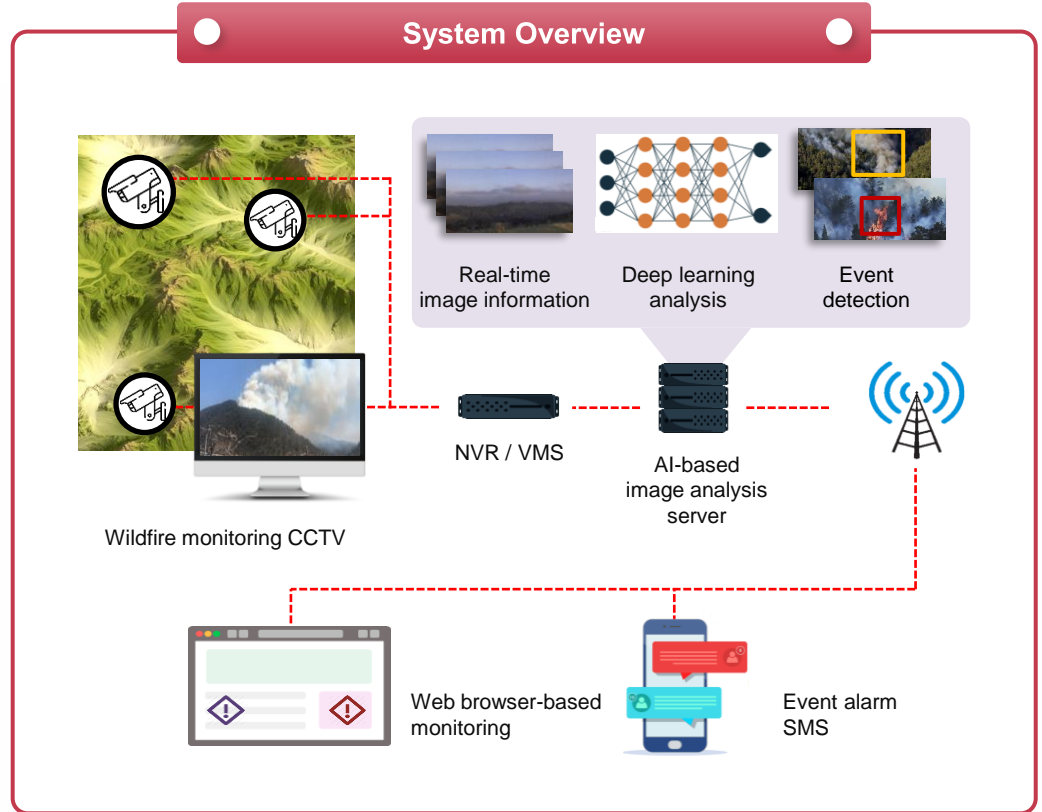 System Overview
Real-time
image information
Deep learning
analysis
Event
detection
NVR / VMS
AI-based
image analysis
server
Wildfire monitoring CCTV
Web browser-based
monitoring
Event alarm
SMS